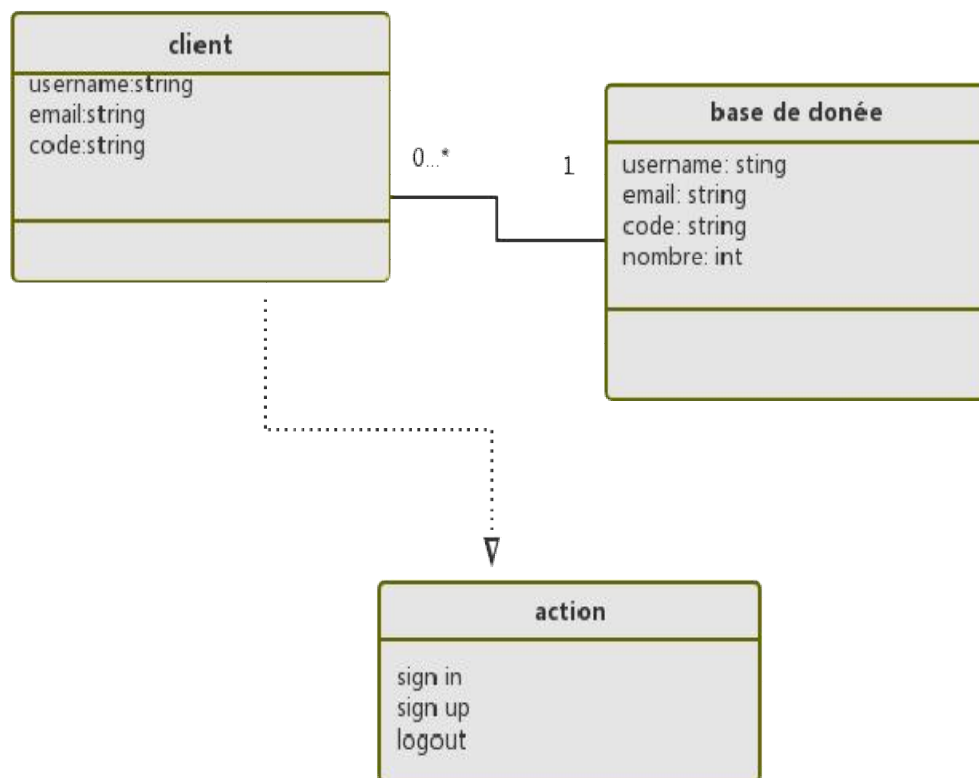 client
username:string
email:string
code:string
0...*
1
base de donée
username: sting
email: string
code: string
nombre: int
action
sign in
sign up
logout